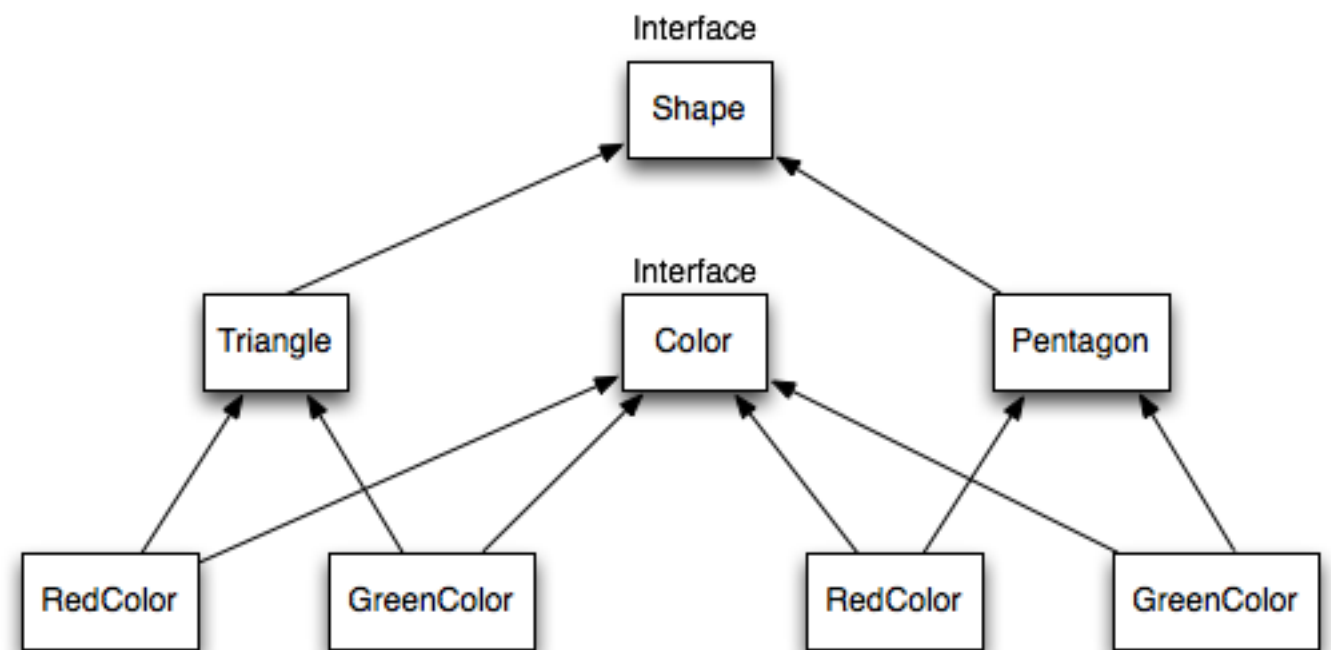 Interface
Shape
Interface
Triangle
Color
Pentagon
RedColor
GreenColor
RedColor
GreenColor